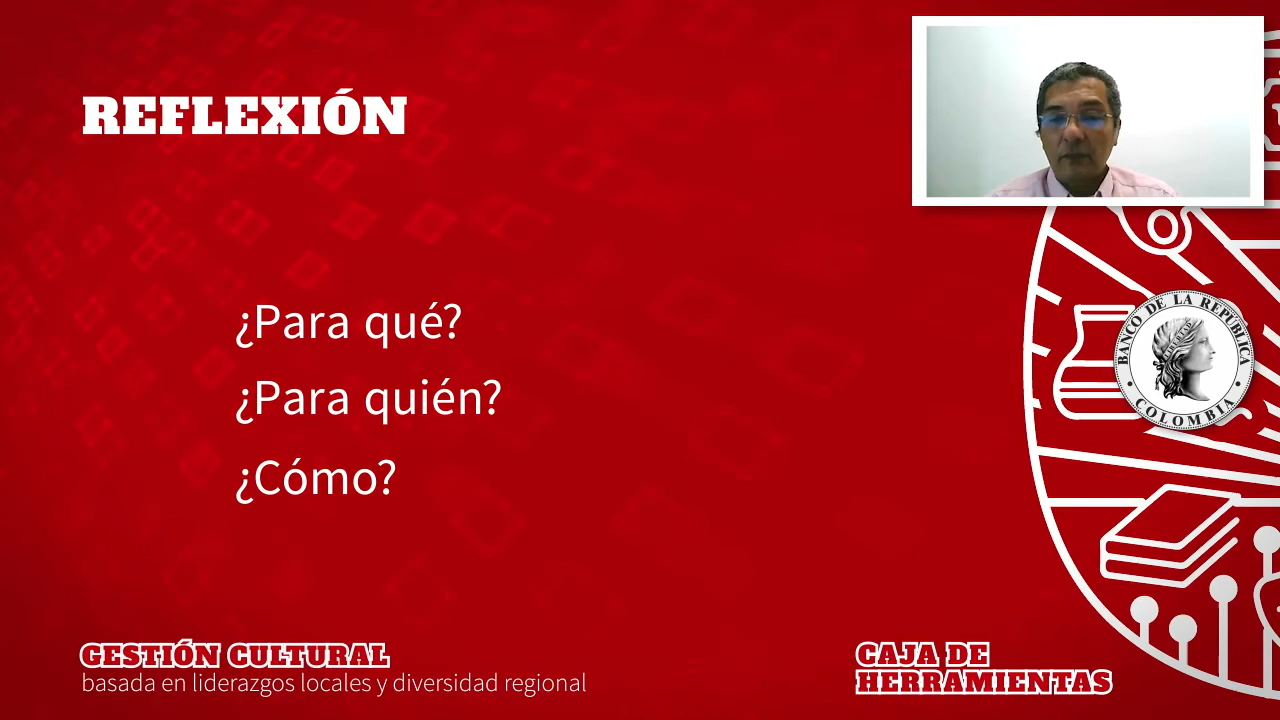 REFLEXIÓN
¿Para qué?
¿Para quién?
¿Cómo?
BANCO DE LA REPÚBLICA
COLOMBIA
LIBERTAD
GESTIÓN CULTURAL
basada en liderazgos locales y diversidad regional
CAJA DE
HERRAMIENTAS